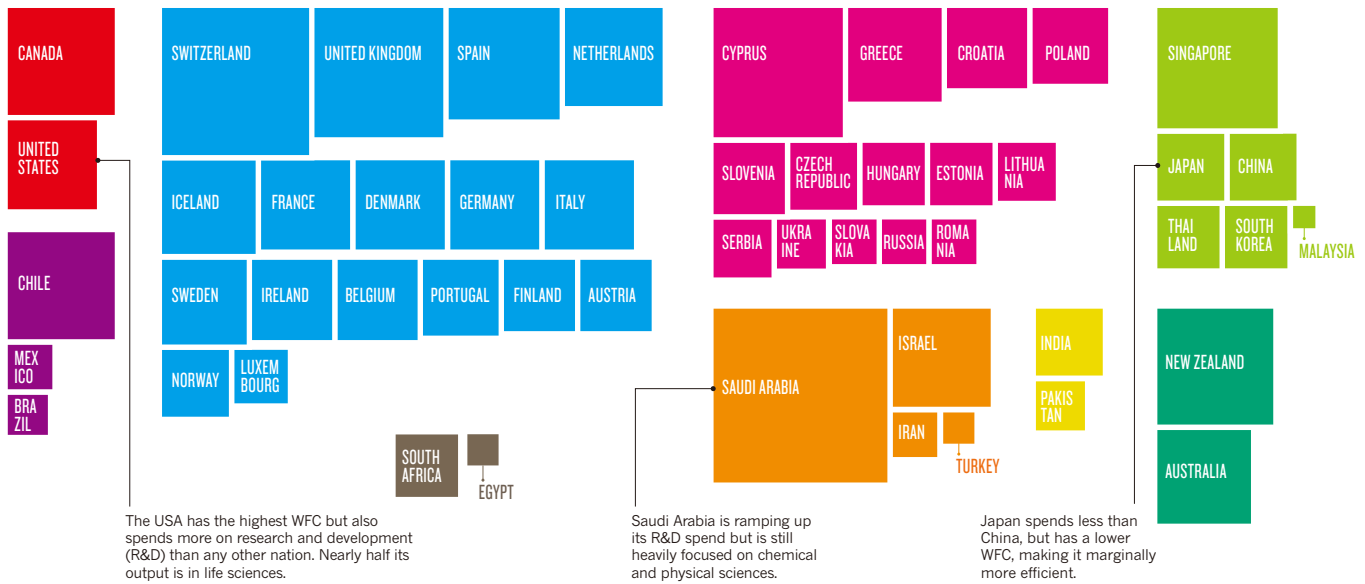 CANADA
UNITED
STATES
CHILE
MEX
ICO
BRA
ZIL
SWITZERLAND
UNITED KINGDOM
SPAIN
NETHERLANDS
ICELAND
FRANCE
DENMARK
GERMANY
ITALY
SWEDEN
IRELAND
BELGIUM
PORTUGAL
FINLAND
AUSTRIA
NORWAY
LUXEM
BOURG
SOUTH
AFRICA
EGYPT
CYPRUS
GREECE
CROATIA
POLAND
SLOVENIA
CZECH
REPUBLIC
HUNGARY
ESTONIA
LITHUA
NIA
SERBIA
UKRA
INE
SLOVA
KIA
RUSSIA
ROMA
NIA
SAUDI ARABIA
ISRAEL
IRAN
TURKEY
INDIA
PAKIS
TAN
SINGAPORE
JAPAN
CHINA
THAI
LAND
SOUTH
KOREA
MALAYSIA
NEW ZEALAND
AUSTRALIA
The USA has the highest WFC but also
spends more on research and development
(R&D) than any other nation. Nearly half its
output is in life sciences.
Saudi Arabia is ramping up
its R&D spend but is still
heavily focused on chemical
and physical sciences.
Japan spends less than
China, but has a lower
WFC, making it marginally
more efficient.